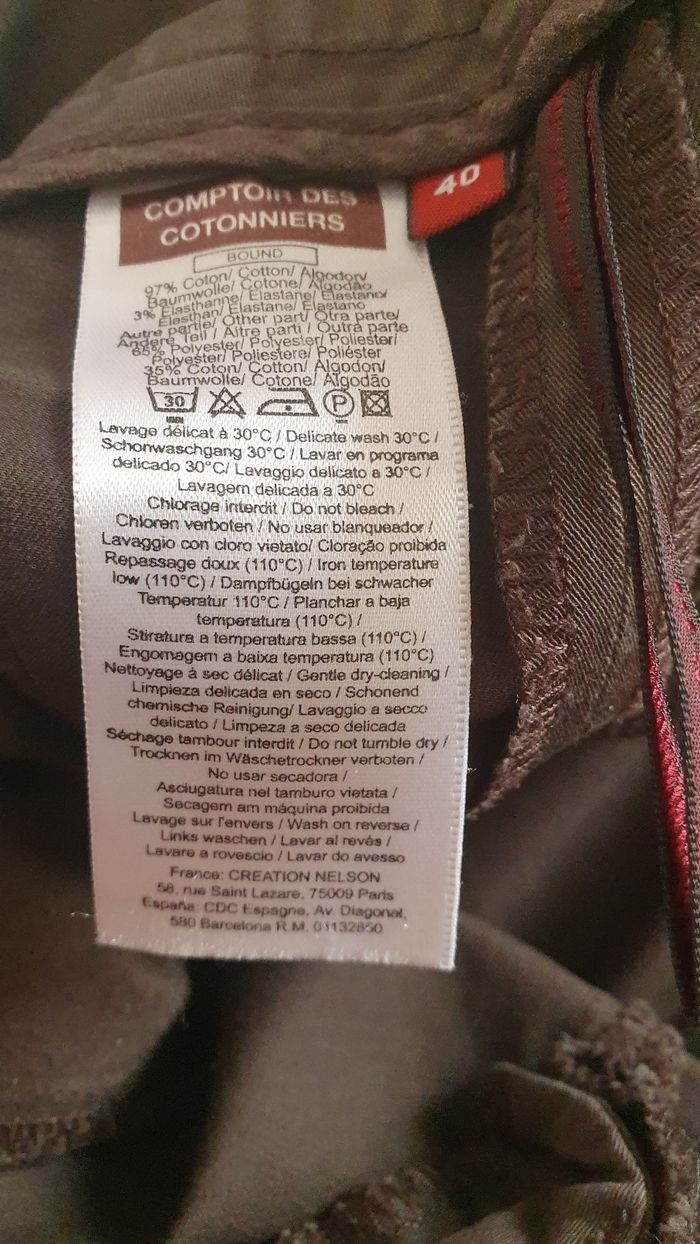 COMPTOIR DES
COTONNIERS
40
BOUND
97% Coton/ Cotton/ Algodon/
Baumwolle/ Cotone/ Algodão
3% Elasthanne/ Elastane/ Elastano/
Elasthan/ Elastane/ Elastano
Autre partie/ Other part/ Otra parte/
Andere Teil / Altre parti / Outra parte
65% Polyester/ Polyester/ Poliester/
Polyester/ Poliestere/ Poliéster
35% Coton/ Cotton/ Algodon/
Baumwolle/ Cotone/ Algodão
30 P
Lavage délicat à 30°C / Delicate wash 30°C /
Schonwaschgang 30°C / Lavar en programa
delicado 30°C/ Lavaggio delicato a 30°C /
Lavagem delicada a 30°C
Chlorage interdit / Do not bleach /
Chloren verboten / No usar blanqueador /
Lavaggio con cloro vietato/ Cloração proibida
Repassage doux (110°C) / Iron temperature
low (110°C) / Dampfbügeln bei schwacher
Temperatur 110°C / Planchar a baja
temperatura (110°C) /
Stiratura a temperatura bassa (110°C) /
Engomagem a baixa temperatura (110°C)
Nettoyage à sec délicat / Gentle dry-cleaning /
Limpieza delicada en seco / Schonend
chemische Reinigung/ Lavaggio a secco
delicato / Limpeza a seco delicada
Séchage tambour interdit / Do not tumble dry /
Trocknen im Wäschetrockner verboten /
No usar secadora /
Asciugatura nel tamburo vietata /
Secagem am máquina proibida
Lavage sur l'envers / Wash on reverse /
Links waschen / Lavar al revés /
Lavare a rovescio / Lavar do avesso
France: CREATION NELSON
58, rue Saint Lazare, 75009 Paris
España: CDC Espagne, Av. Diagonal,
580 Barcelona R.M. 01132850